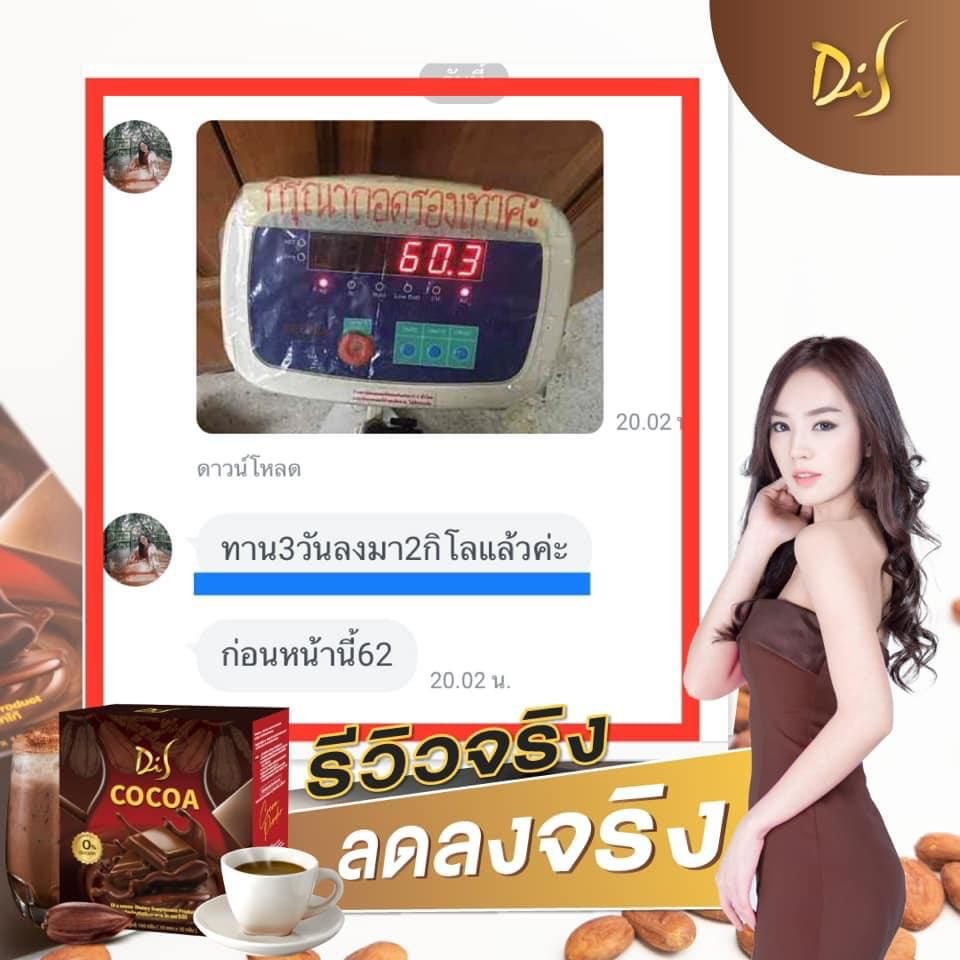 DiS
กรุณาถอดรองเท้าค่ะ
60.3
20.02 น
ดาวน์โหลด
ทาน3วันลงมา2กิโลแล้วค่ะ
ก่อนหน้านี้62
20.02 น.
รีวิวจริง
ลดลงจริง
DiS
COCOA
0%